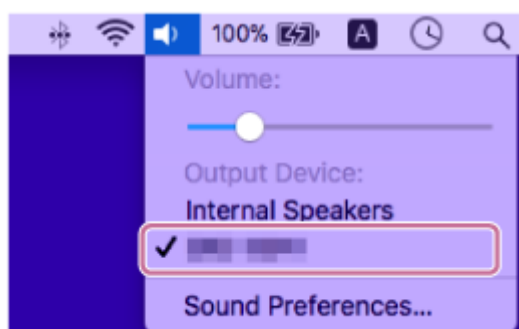 100% A
Volume:
Output Device:
Internal Speakers
Sound Preferences...